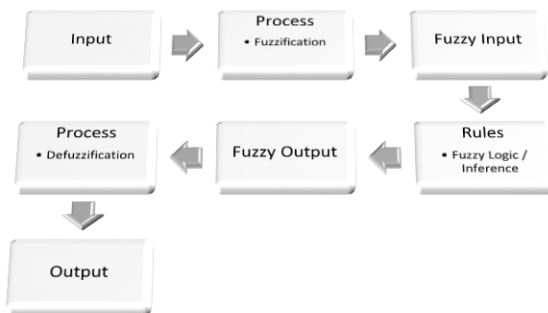 Input
Process
• Fuzzification
Fuzzy Input
Rules
• Fuzzy Logic /
Inference
Fuzzy Output
Process
• Defuzzification
Output